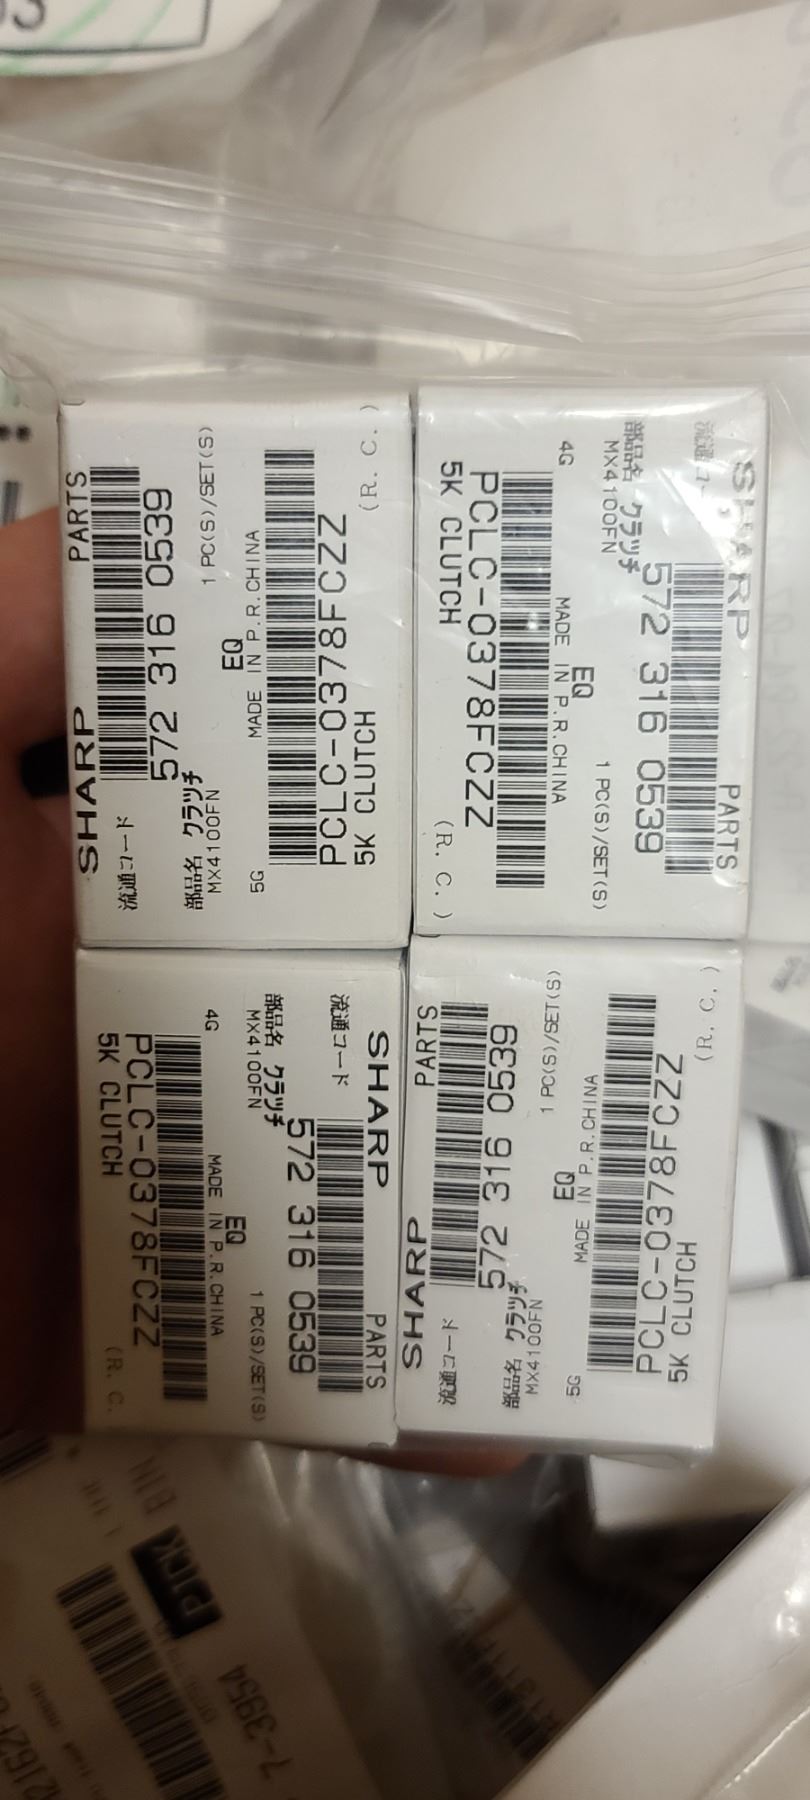 SHARP PARTS
流通コード
572 316 0539
部品名 クラッチ
MX4100FN 1 PC(S)/SET(S)
EQ
5G MADE IN P.R.CHINA
PCLC-0378FCZZ
5K CLUTCH (R. C. )
SHARP PARTS
流通コー
572 316 0539
部品名 クラッチ
MX4100FN 1 PC(S)/SET(S)
EQ
4G MADE IN P.R.CHINA
PCLC-0378FCZZ
5K CLUTCH (R. C. )
SHARP PARTS
流通コード
572 316 0539
部品名 クラッチ
MX4100FN 1 PC(S)/SET(S)
EQ
4G MADE IN P.R.CHINA
PCLC-0378FCZZ
5K CLUTCH (R. C.
SHARP PARTS
流通コード
572 316 0539
部品名 クラッチ
MX4100FN 1 PC(S)/SET(S)
EQ
5G MADE IN P.R.CHINA
PCLC-0378FCZZ
5K CLUTCH (R. C. )
PICK
7-3954